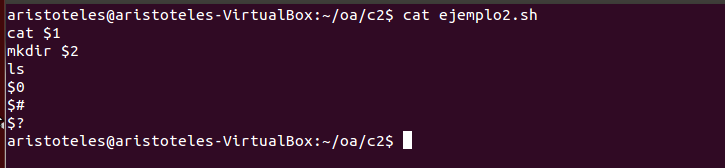 aristoteles@aristoteles-VirtualBox:~/oa/c2$ cat ejemplo2.sh
cat $1
mkdir $2
ls
$0
$#
$?
aristoteles@aristoteles-VirtualBox:~/oa/c2$